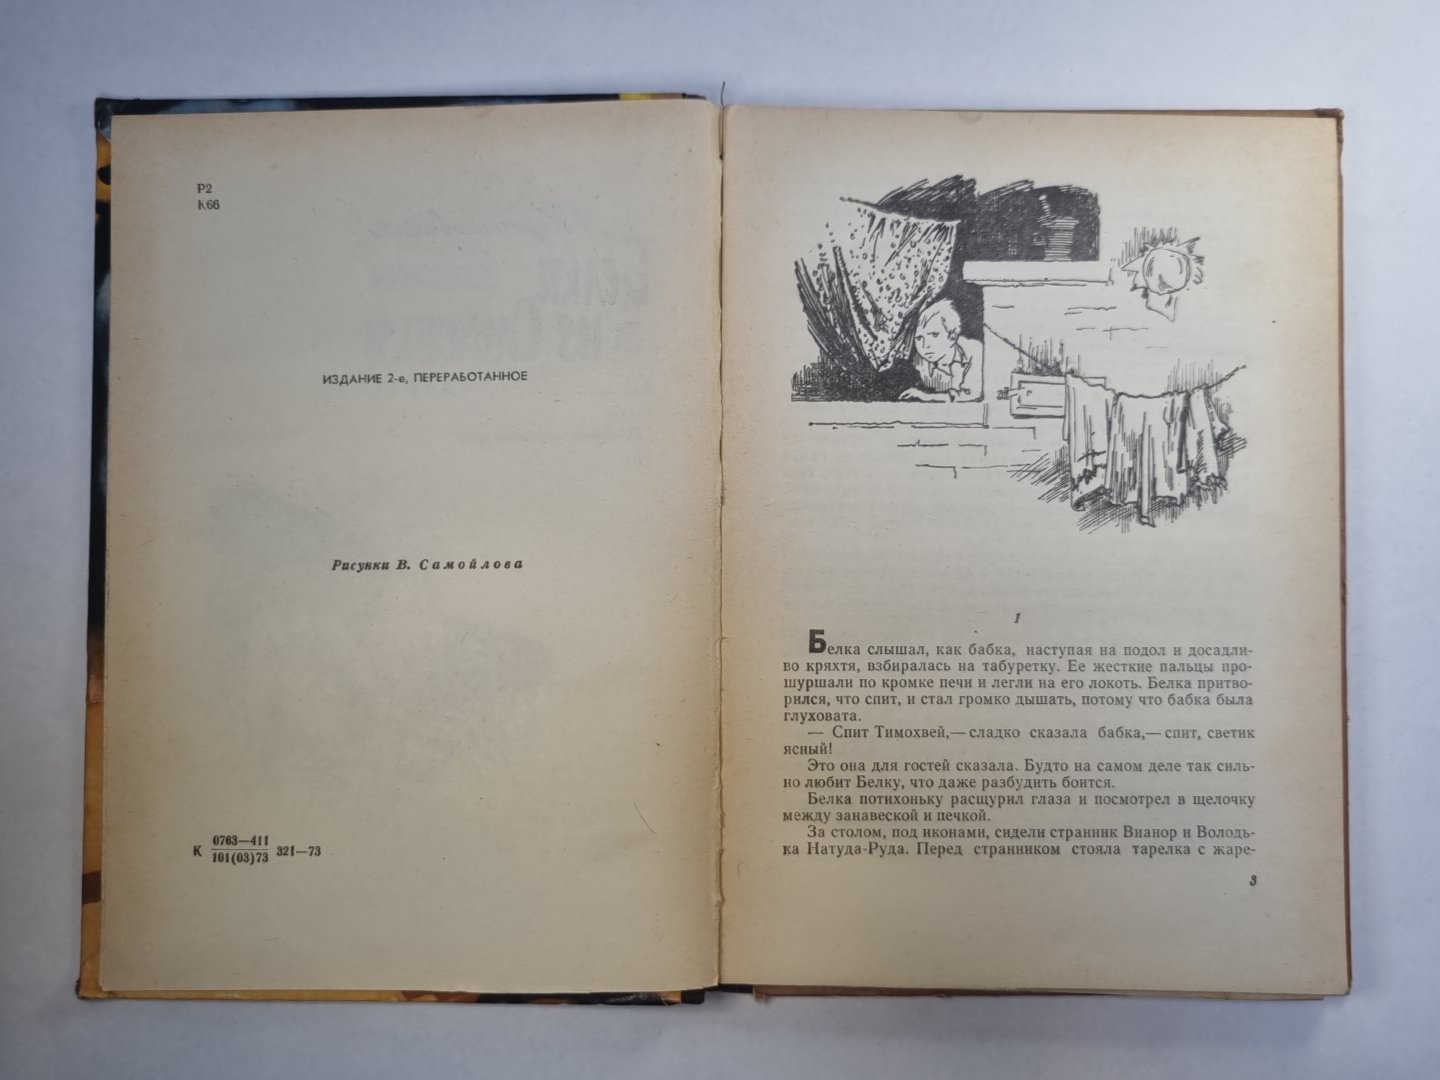 Р2
К66
ИЗДАНИЕ 2-е, ПЕРЕРАБОТАННОЕ
Рисунки В. Самойлова
К 0763—411
101(03)73 321—73
1
Белка слышал, как бабка, наступая на подол и досадли-
во кряхтя, взбиралась на табуретку. Ее жесткие пальцы про-
шуршали по кромке печи и легли на его локоть. Белка притво-
рился, что спит, и стал громко дышать, потому что бабка была
глуховата.
— Спит Тимохвей,— сладко сказала бабка,— спит, светик
ясный!
Это она для гостей сказала. Будто на самом деле так силь-
но любит Белку, что даже разбудить боится.
Белка потихоньку расщурил глаза и посмотрел в щелочку
между занавеской и печкой.
За столом, под иконами, сидели странник Вианор и Володь-
ка Натуда-Руда. Перед странником стояла тарелка с жаре-
3